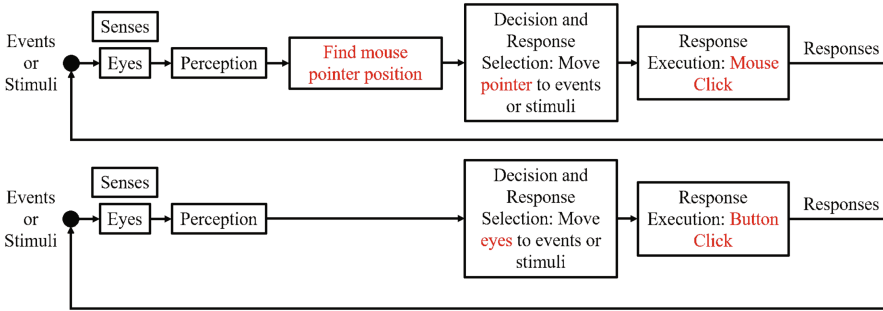 Events
or
Stimuli
Senses
Eyes
Perception
Find mouse
pointer position
Decision and
Response
Selection: Move
pointer to events
or stimuli
Response
Execution: Mouse
Click
Responses
Events
or
Stimuli
Senses
Eyes
Perception
Decision and
Response
Selection: Move
eyes to events or
stimuli
Response
Execution: Button
Click
Responses